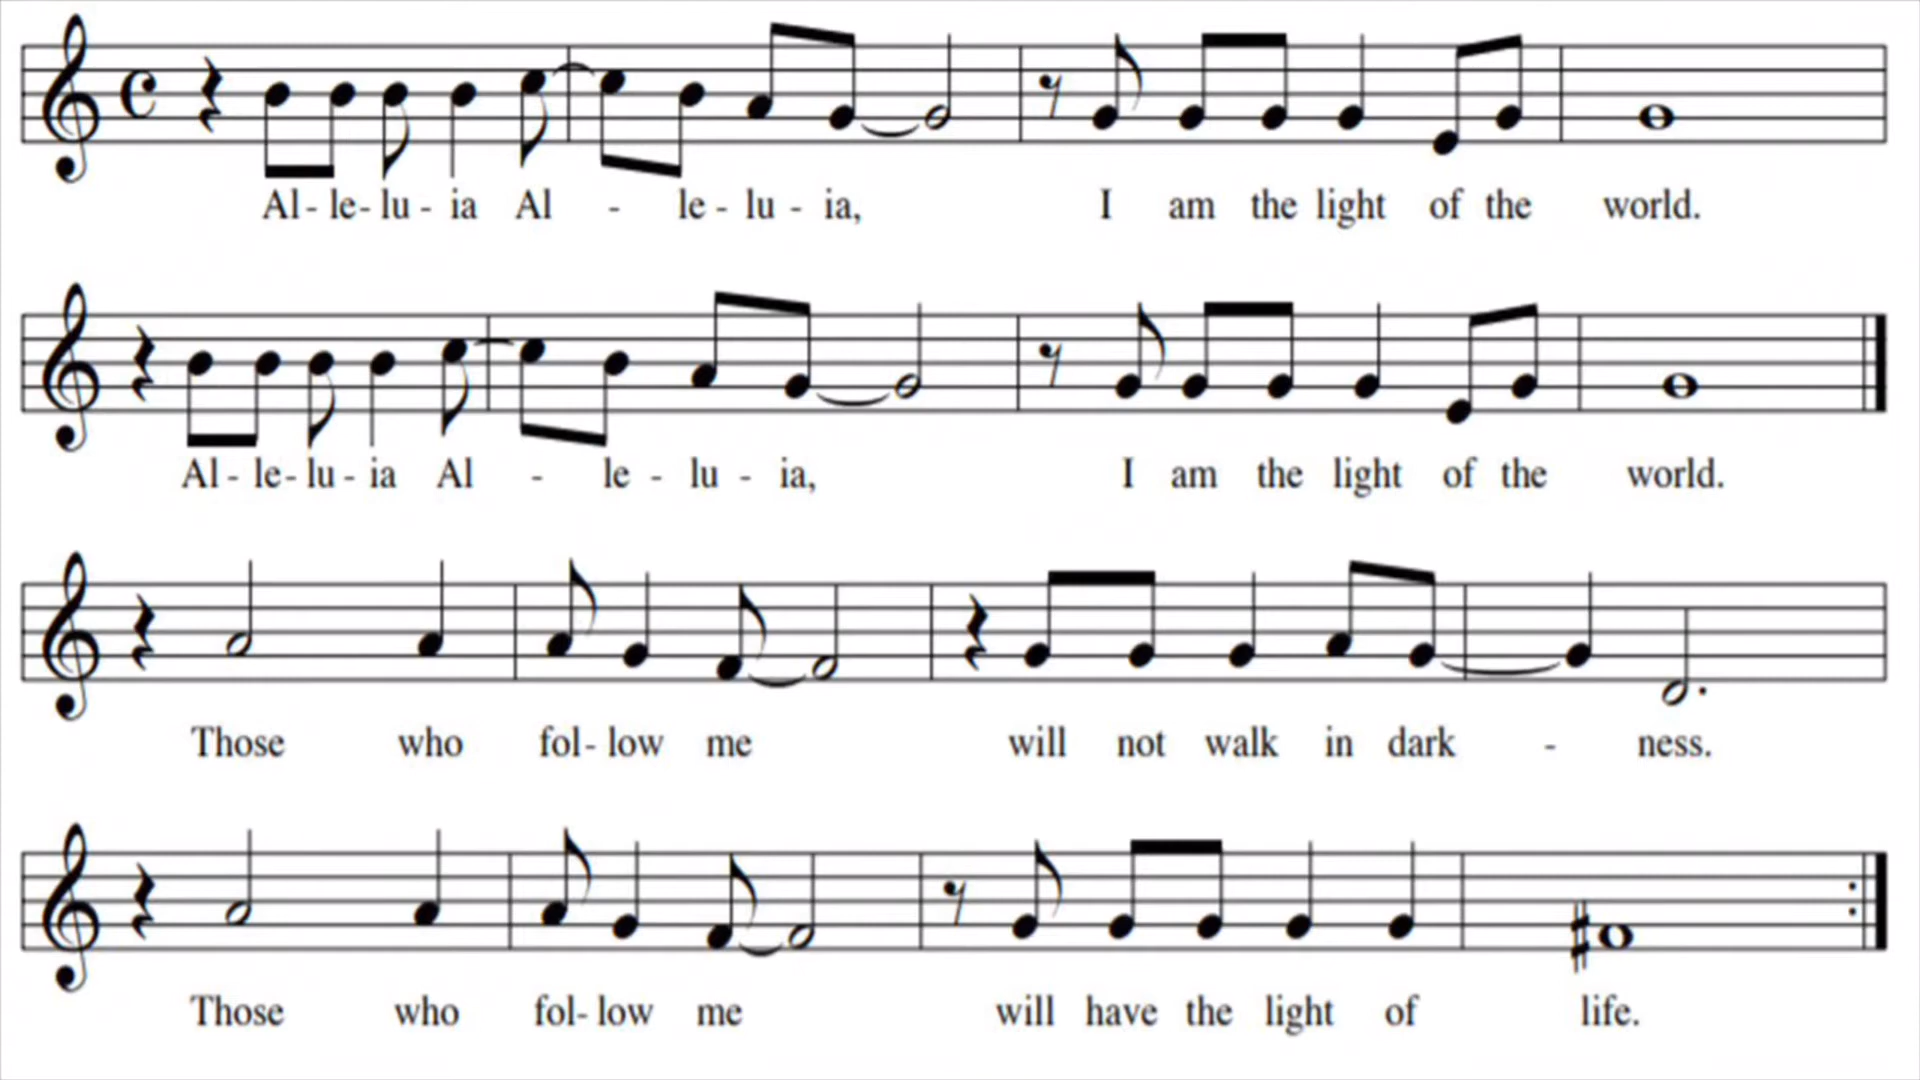 Al - le - lu - ia Al - le - lu - ia, I am the light of the world.
Al - le - lu - ia Al - le - lu - ia, I am the light of the world.
Those who fol - low me will not walk in dark - ness.
Those who fol - low me will have the light of life.